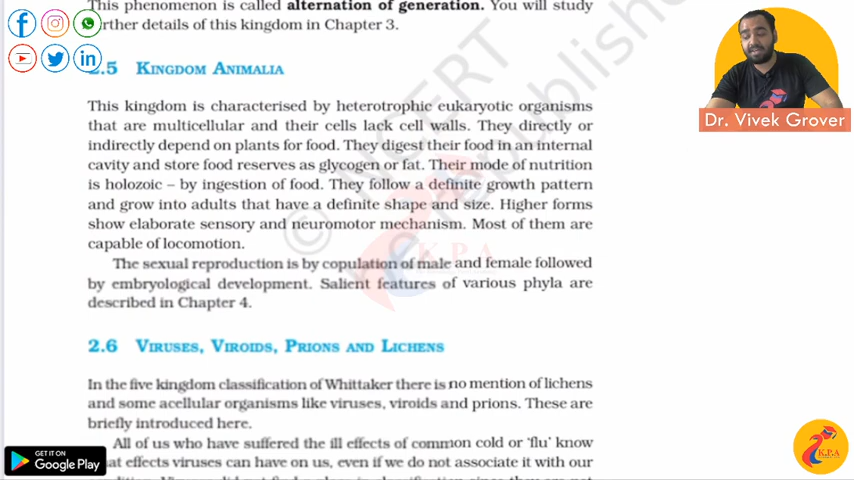 This phenomenon is called alternation of generation. You will study
further details of this kingdom in Chapter 3.
2.5 KINGDOM ANIMALIA
This kingdom is characterised by heterotrophic eukaryotic organisms
that are multicellular and their cells lack cell walls. They directly or
indirectly depend on plants for food. They digest their food in an internal
cavity and store food reserves as glycogen or fat. Their mode of nutrition
is holozoic – by ingestion of food. They follow a definite growth pattern
and grow into adults that have a definite shape and size. Higher forms
show elaborate sensory and neuromotor mechanism. Most of them are
capable of locomotion.
The sexual reproduction is by copulation of male and female followed
by embryological development. Salient features of various phyla are
described in Chapter 4.
2.6 VIRUSES, VIROIDS, PRIONS AND LICHENS
In the five kingdom classification of Whittaker there is no mention of lichens
and some acellular organisms like viruses, viroids and prions. These are
briefly introduced here.
All of us who have suffered the ill effects of common cold or ‘flu’ know
what effects viruses can have on us, even if we do not associate it with our
© NCERT
republished
KPA
Dr. Vivek Grover
GET IT ON
Google Play
K.P.A